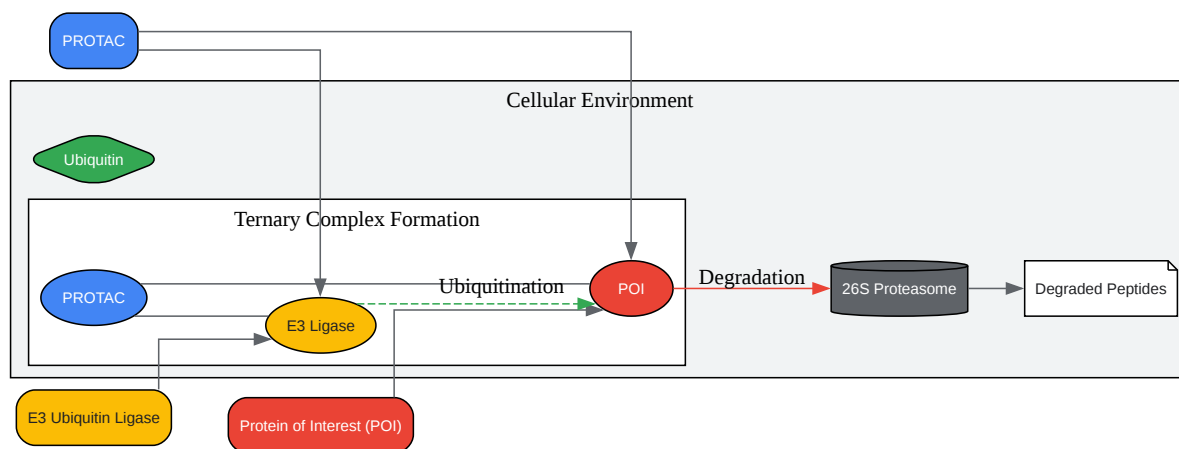 PROTAC
Cellular Environment
Ubiquitin
Ternary Complex Formation
PROTAC
E3 Ligase
Ubiquitination
POI
Degradation
26S Proteasome
Degraded Peptides
E3 Ubiquitin Ligase
Protein of Interest (POI)